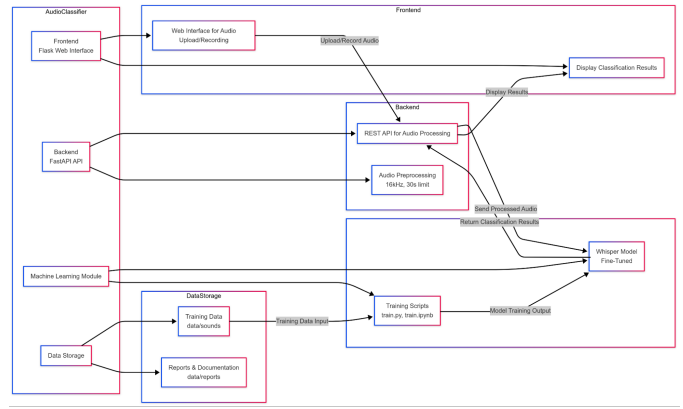 AudioClassifier
Frontend
Frontend
Flask Web Interface
Web Interface for Audio
Upload/Recording
Upload/Record Audio
Display Classification Results
Display Results
Backend
REST API for Audio Processing
Backend
FastAPI API
Audio Preprocessing
16kHz, 30s limit
Send Processed Audio
Return Classification Results
Whisper Model
Fine-Tuned
Machine Learning Module
DataStorage
Training Data
data/sounds
Training Data Input
Training Scripts
train.py, train.ipynb
Model Training Output
Data Storage
Reports & Documentation
data/reports